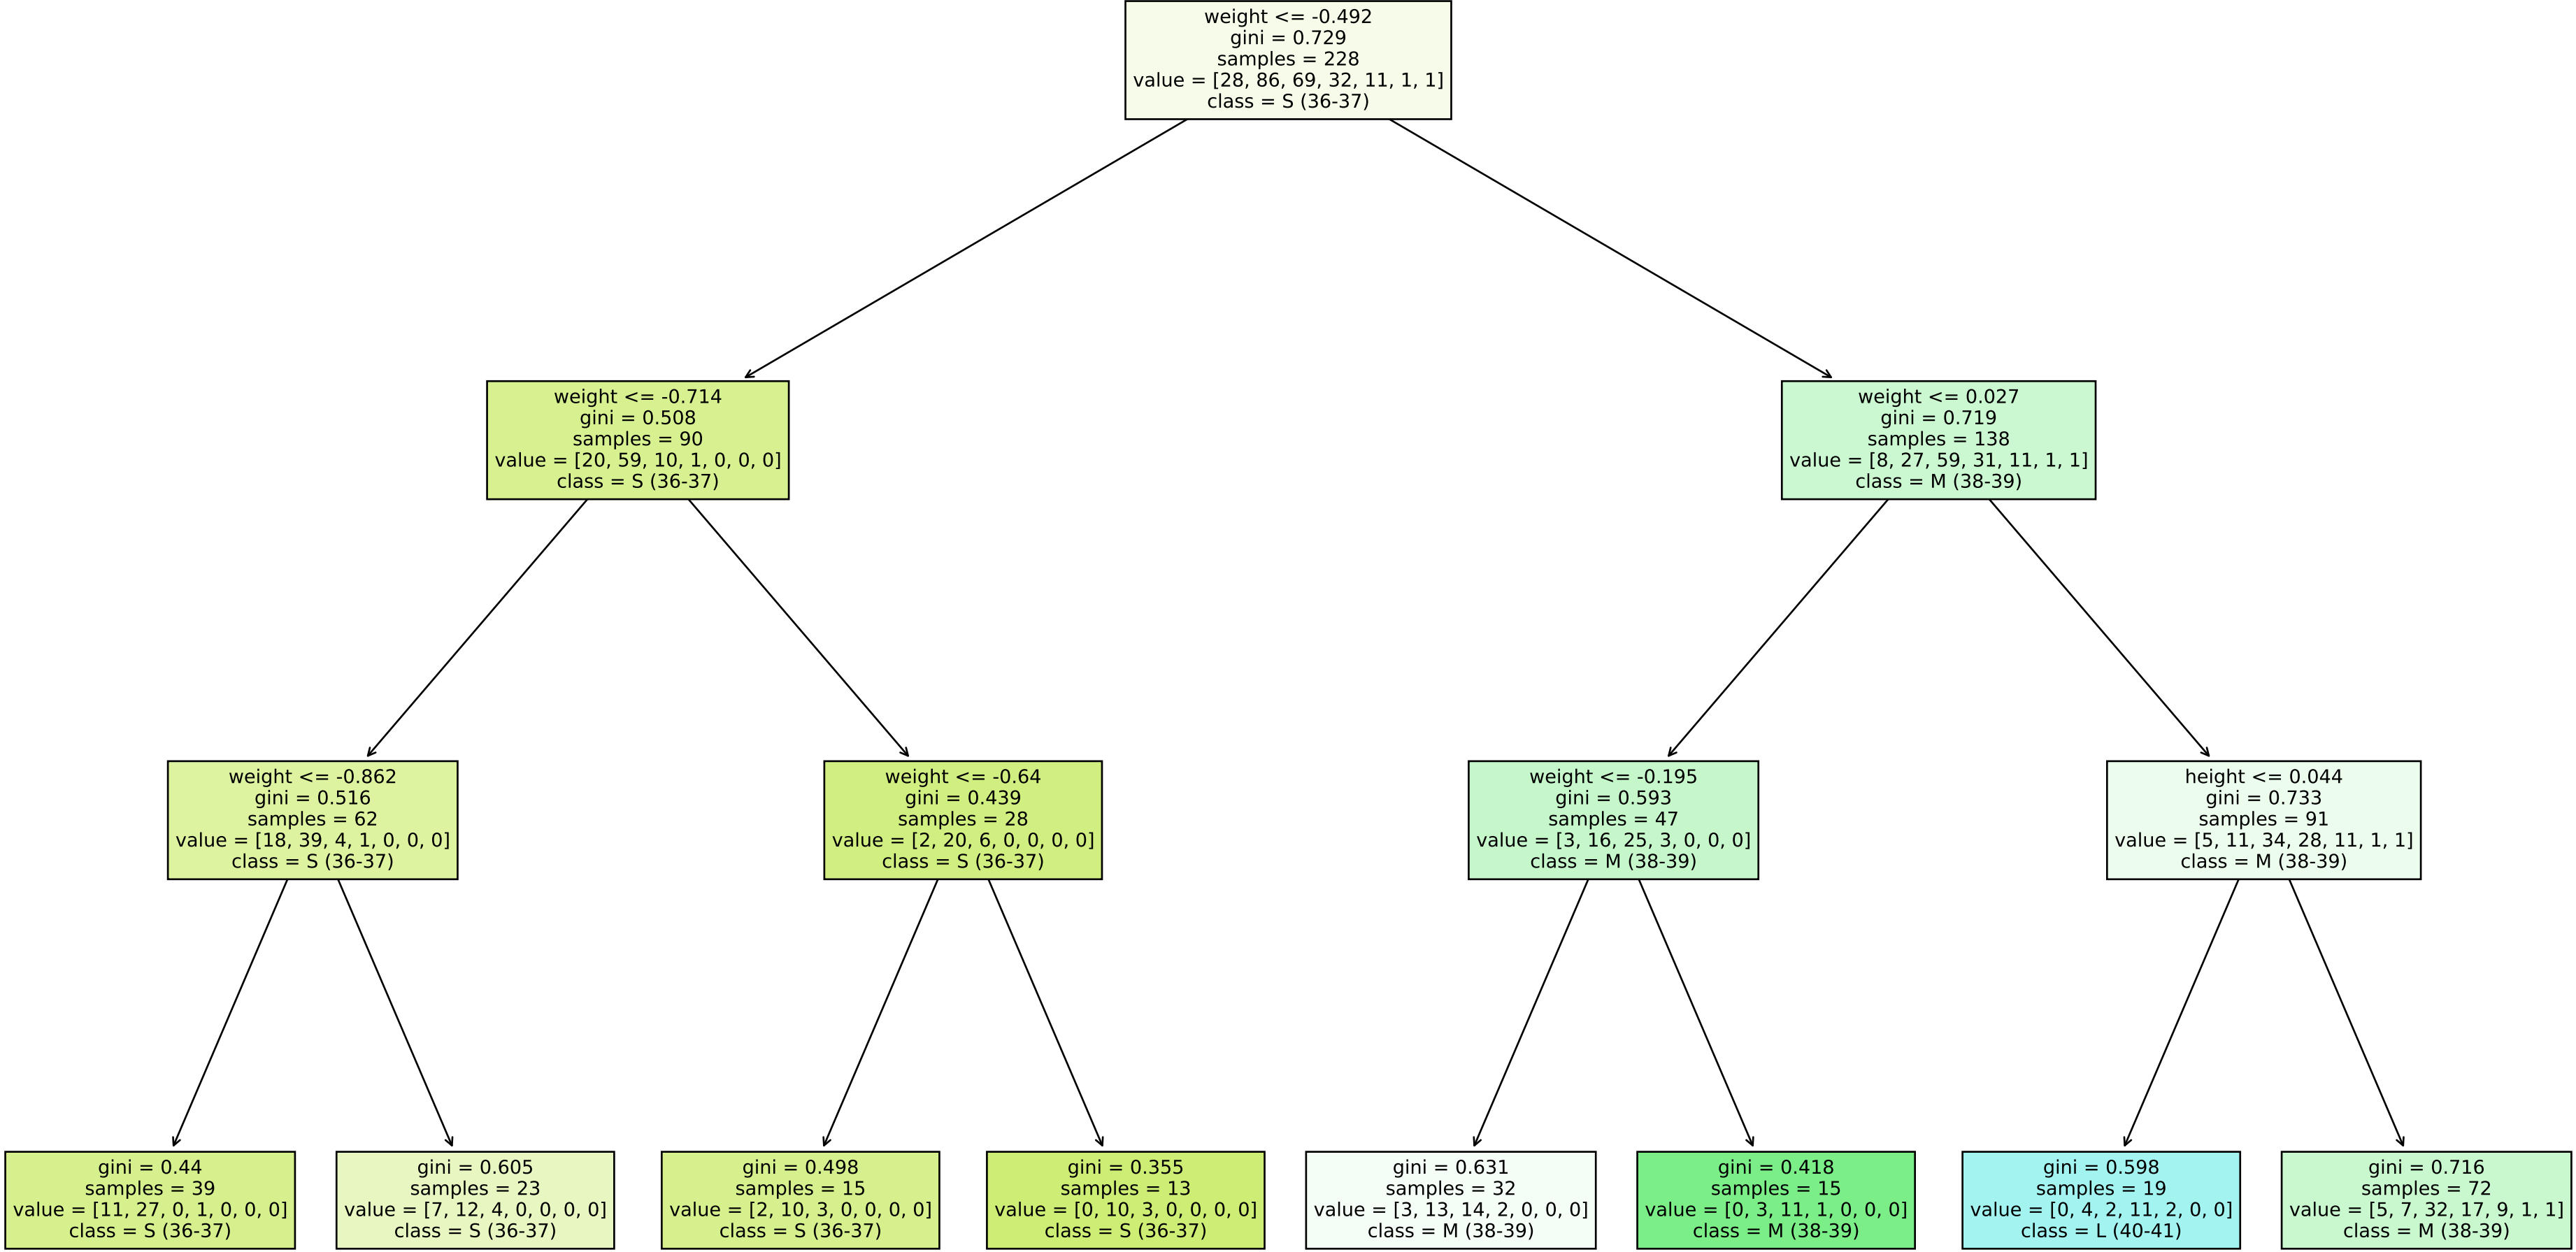 weight <= -0.492
gini = 0.729
samples = 228
value = [28, 86, 69, 32, 11, 1, 1]
class = S (36-37)
weight <= -0.714
gini = 0.508
samples = 90
value = [20, 59, 10, 1, 0, 0, 0]
class = S (36-37)
weight <= 0.027
gini = 0.719
samples = 138
value = [8, 27, 59, 31, 11, 1, 1]
class = M (38-39)
weight <= -0.862
gini = 0.516
samples = 62
value = [18, 39, 4, 1, 0, 0, 0]
class = S (36-37)
weight <= -0.64
gini = 0.439
samples = 28
value = [2, 20, 6, 0, 0, 0, 0]
class = S (36-37)
weight <= -0.195
gini = 0.593
samples = 47
value = [3, 16, 25, 3, 0, 0, 0]
class = M (38-39)
height <= 0.044
gini = 0.733
samples = 91
value = [5, 11, 34, 28, 11, 1, 1]
class = M (38-39)
gini = 0.44
samples = 39
value = [11, 27, 0, 1, 0, 0, 0]
class = S (36-37)
gini = 0.605
samples = 23
value = [7, 12, 4, 0, 0, 0, 0]
class = S (36-37)
gini = 0.498
samples = 15
value = [2, 10, 3, 0, 0, 0, 0]
class = S (36-37)
gini = 0.355
samples = 13
value = [0, 10, 3, 0, 0, 0, 0]
class = S (36-37)
gini = 0.631
samples = 32
value = [3, 13, 14, 2, 0, 0, 0]
class = M (38-39)
gini = 0.418
samples = 15
value = [0, 3, 11, 1, 0, 0, 0]
class = M (38-39)
gini = 0.598
samples = 19
value = [0, 4, 2, 11, 2, 0, 0]
class = L (40-41)
gini = 0.716
samples = 72
value = [5, 7, 32, 17, 9, 1, 1]
class = M (38-39)